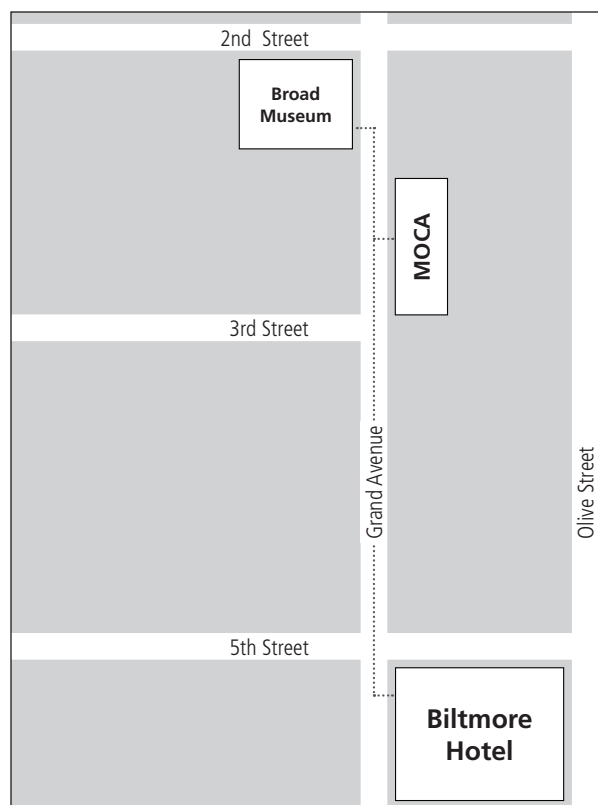 2nd Street
Broad
Museum
MOCA
3rd Street
Grand Avenue
Olive Street
5th Street
Biltmore
Hotel